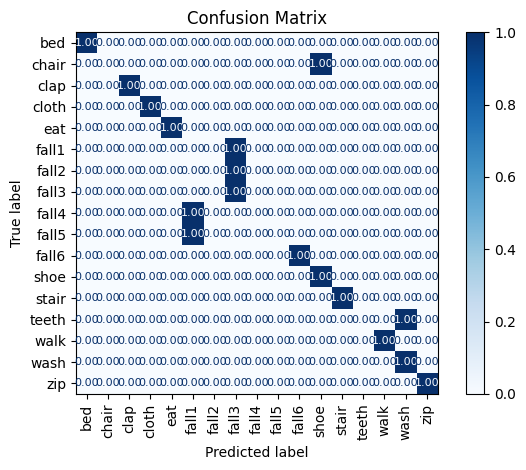 Confusion Matrix
bed 1.00 0.00 0.00 0.00 0.00 0.00 0.00 0.00 0.00 0.00 0.00 0.00 0.00 0.00 0.00 0.00 0.00
chair 0.00 0.00 0.00 0.00 0.00 0.00 0.00 0.00 0.00 0.00 0.00 1.00 0.00 0.00 0.00 0.00 0.00
clap 0.00 0.00 1.00 0.00 0.00 0.00 0.00 0.00 0.00 0.00 0.00 0.00 0.00 0.00 0.00 0.00 0.00
cloth 0.00 0.00 0.00 1.00 0.00 0.00 0.00 0.00 0.00 0.00 0.00 0.00 0.00 0.00 0.00 0.00 0.00
eat 0.00 0.00 0.00 0.00 1.00 0.00 0.00 0.00 0.00 0.00 0.00 0.00 0.00 0.00 0.00 0.00 0.00
fall1 0.00 0.00 0.00 0.00 0.00 0.00 0.00 1.00 0.00 0.00 0.00 0.00 0.00 0.00 0.00 0.00 0.00
fall2 0.00 0.00 0.00 0.00 0.00 0.00 0.00 1.00 0.00 0.00 0.00 0.00 0.00 0.00 0.00 0.00 0.00
fall3 0.00 0.00 0.00 0.00 0.00 0.00 0.00 1.00 0.00 0.00 0.00 0.00 0.00 0.00 0.00 0.00 0.00
fall4 0.00 0.00 0.00 0.00 0.00 1.00 0.00 0.00 0.00 0.00 0.00 0.00 0.00 0.00 0.00 0.00 0.00
fall5 0.00 0.00 0.00 0.00 0.00 1.00 0.00 0.00 0.00 0.00 0.00 0.00 0.00 0.00 0.00 0.00 0.00
fall6 0.00 0.00 0.00 0.00 0.00 0.00 0.00 0.00 0.00 0.00 1.00 0.00 0.00 0.00 0.00 0.00 0.00
shoe 0.00 0.00 0.00 0.00 0.00 0.00 0.00 0.00 0.00 0.00 0.00 1.00 0.00 0.00 0.00 0.00 0.00
stair 0.00 0.00 0.00 0.00 0.00 0.00 0.00 0.00 0.00 0.00 0.00 0.00 1.00 0.00 0.00 0.00 0.00
teeth 0.00 0.00 0.00 0.00 0.00 0.00 0.00 0.00 0.00 0.00 0.00 0.00 0.00 0.00 0.00 1.00 0.00
walk 0.00 0.00 0.00 0.00 0.00 0.00 0.00 0.00 0.00 0.00 0.00 0.00 0.00 0.00 1.00 0.00 0.00
wash 0.00 0.00 0.00 0.00 0.00 0.00 0.00 0.00 0.00 0.00 0.00 0.00 0.00 0.00 0.00 1.00 0.00
zip 0.00 0.00 0.00 0.00 0.00 0.00 0.00 0.00 0.00 0.00 0.00 0.00 0.00 0.00 0.00 0.00 1.00
True label
bed chair clap cloth eat fall1 fall2 fall3 fall4 fall5 fall6 shoe stair teeth walk wash zip
Predicted label
1.0
0.8
0.6
0.4
0.2
0.0